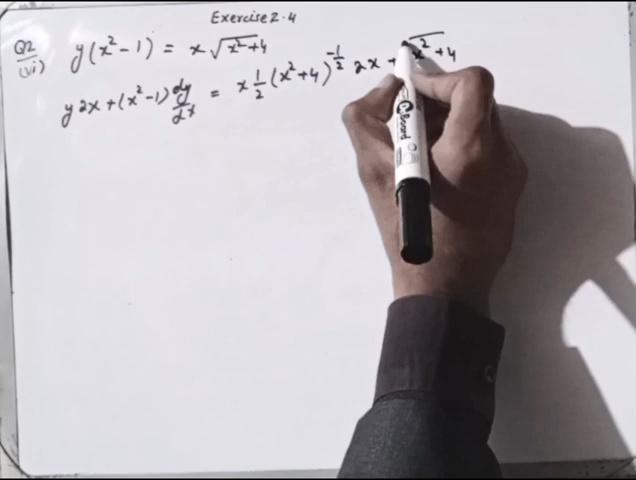 Exercise 2.4
Q2 (vi) y(x²-1) = x √x²+4
y 2x + (x²-1) dy/dx = x 1/2 (x²+4)^-1/2 2x + √x²+4
Board